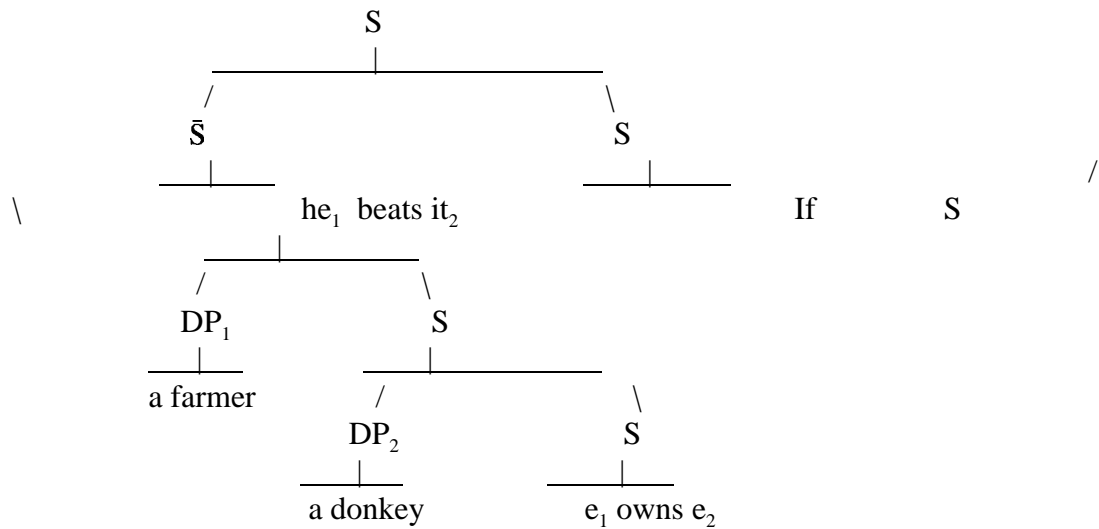 S
S̄ S
he₁ beats it₂ If S
DP₁ S
a farmer
DP₂ S
a donkey e₁ owns e₂